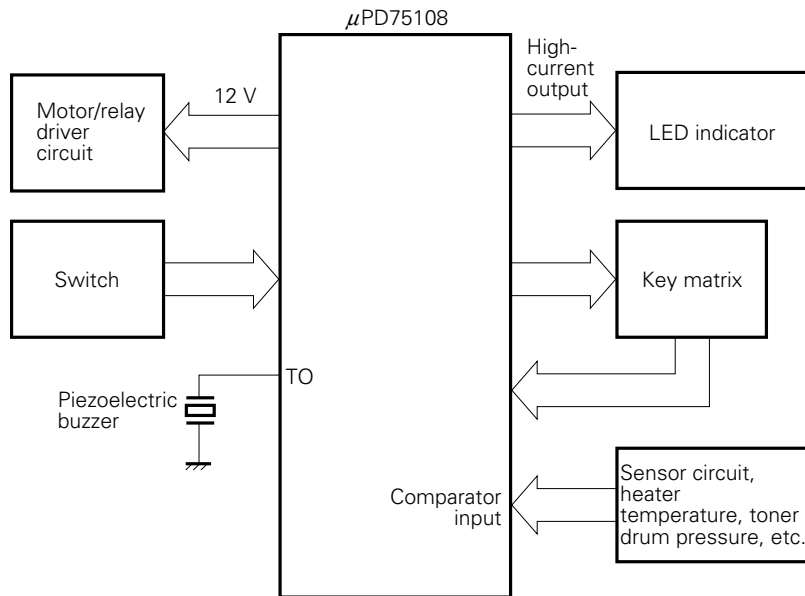 μPD75108
High-
current
output
12 V
Motor/relay
driver
circuit
LED indicator
Switch
Key matrix
TO
Piezoelectric
buzzer
Comparator
input
Sensor circuit,
heater
temperature, toner
drum pressure, etc.